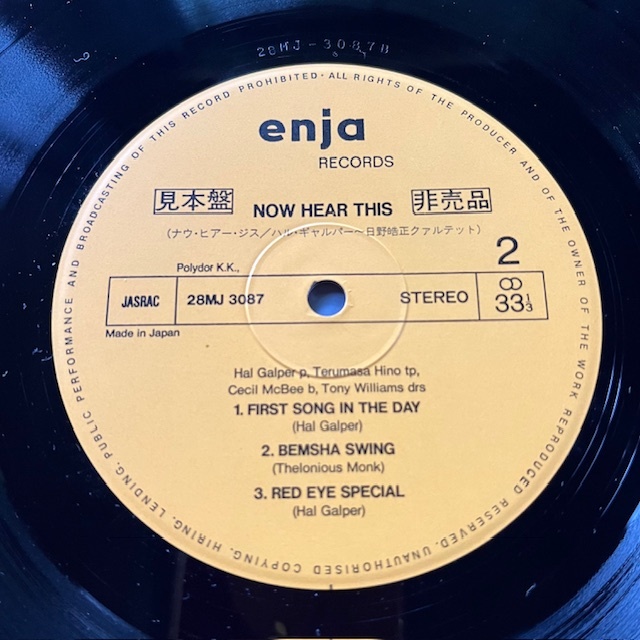 28MJ-3087B
ALL RIGHTS OF THE PRODUCER AND OF THE OWNER OF THE WORK REPRODUCED RESERVED. UNAUTHORISED COPYING, HIRING, LENDING, PUBLIC PERFORMANCE AND BROADCASTING OF THIS RECORD PROHIBITED •
enja
RECORDS
見本盤 NOW HEAR THIS 非売品
(ナウ・ヒアー・ジス/ハル・ギャルパー〜日野皓正クァルテット)
2
Polydor K.K.,
JASRAC 28MJ 3087 STEREO 33 1/3
Made in Japan
Hal Galper p, Terumasa Hino tp,
Cecil McBee b, Tony Williams drs
1. FIRST SONG IN THE DAY
(Hal Galper)
2. BEMSHA SWING
(Thelonious Monk)
3. RED EYE SPECIAL
(Hal Galper)